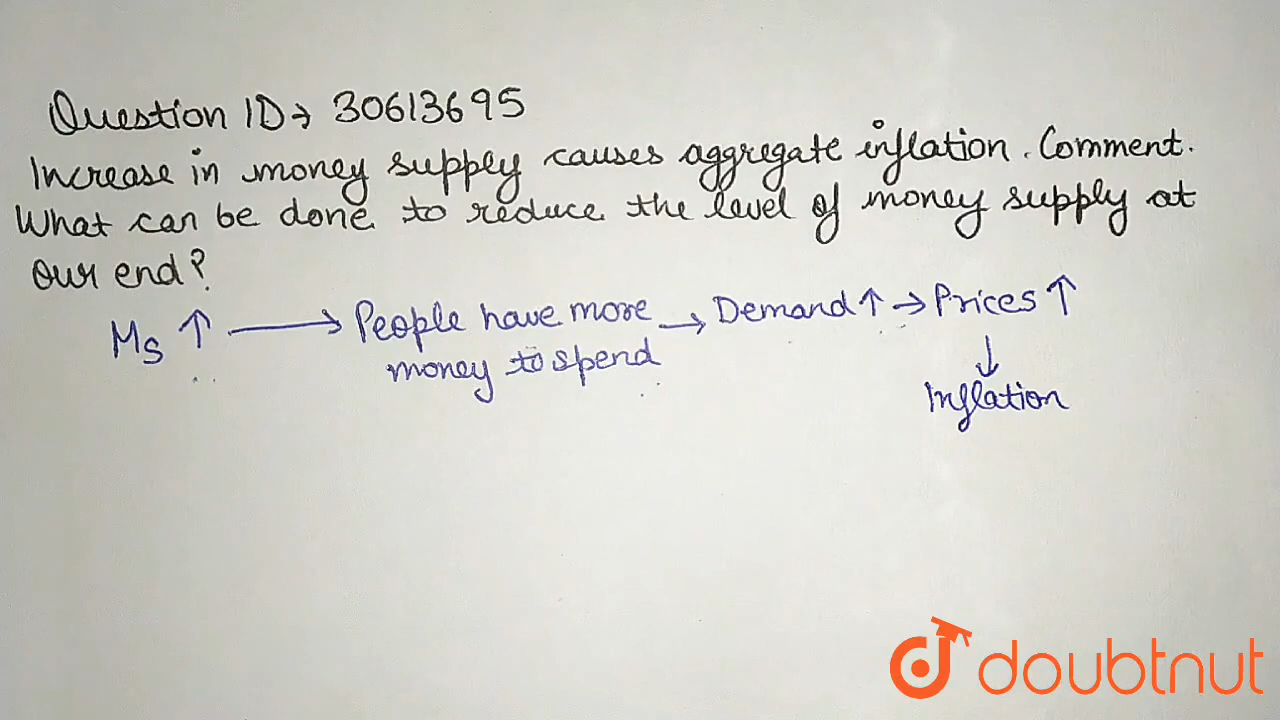 Question ID→ 30613695
Increase in money supply causes aggregate inflation. Comment.
What can be done to reduce the level of money supply at
our end?
Ms ↑ → People have more money to spend → Demand ↑ → Prices ↑
↓
Inflation
doubtnut